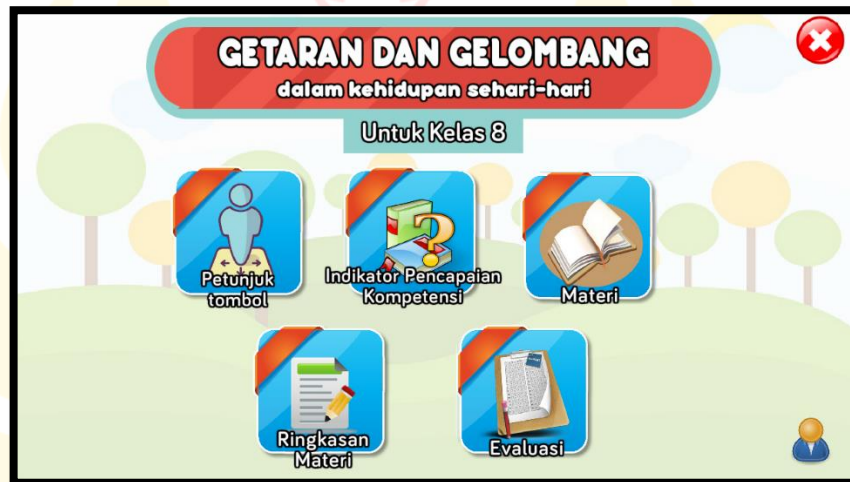 GETARAN DAN GELOMBANG
dalam kehidupan sehari-hari
Untuk Kelas 8
Petunjuk
tombol
Indikator Pencapaian
Kompetensi
Materi
Ringkasan
Materi
Evaluasi